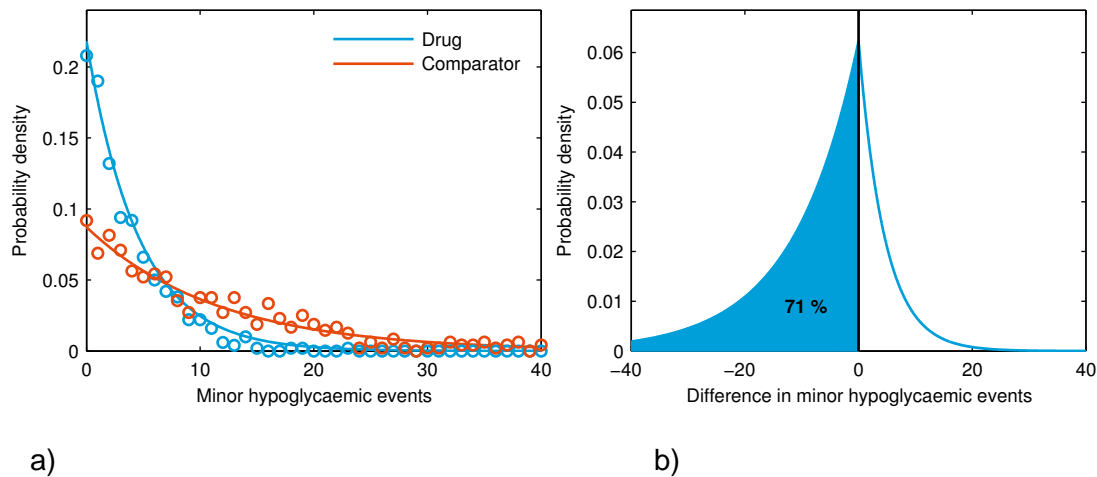 Drug
Comparator
0.2
0.15
0.1
0.05
0
0
10
20
30
40
Probability density
Minor hypoglycaemic events
a)
0.06
0.05
0.04
0.03
0.02
0.01
0
−40
−20
0
20
40
71 %
Probability density
Difference in minor hypoglycaemic events
b)